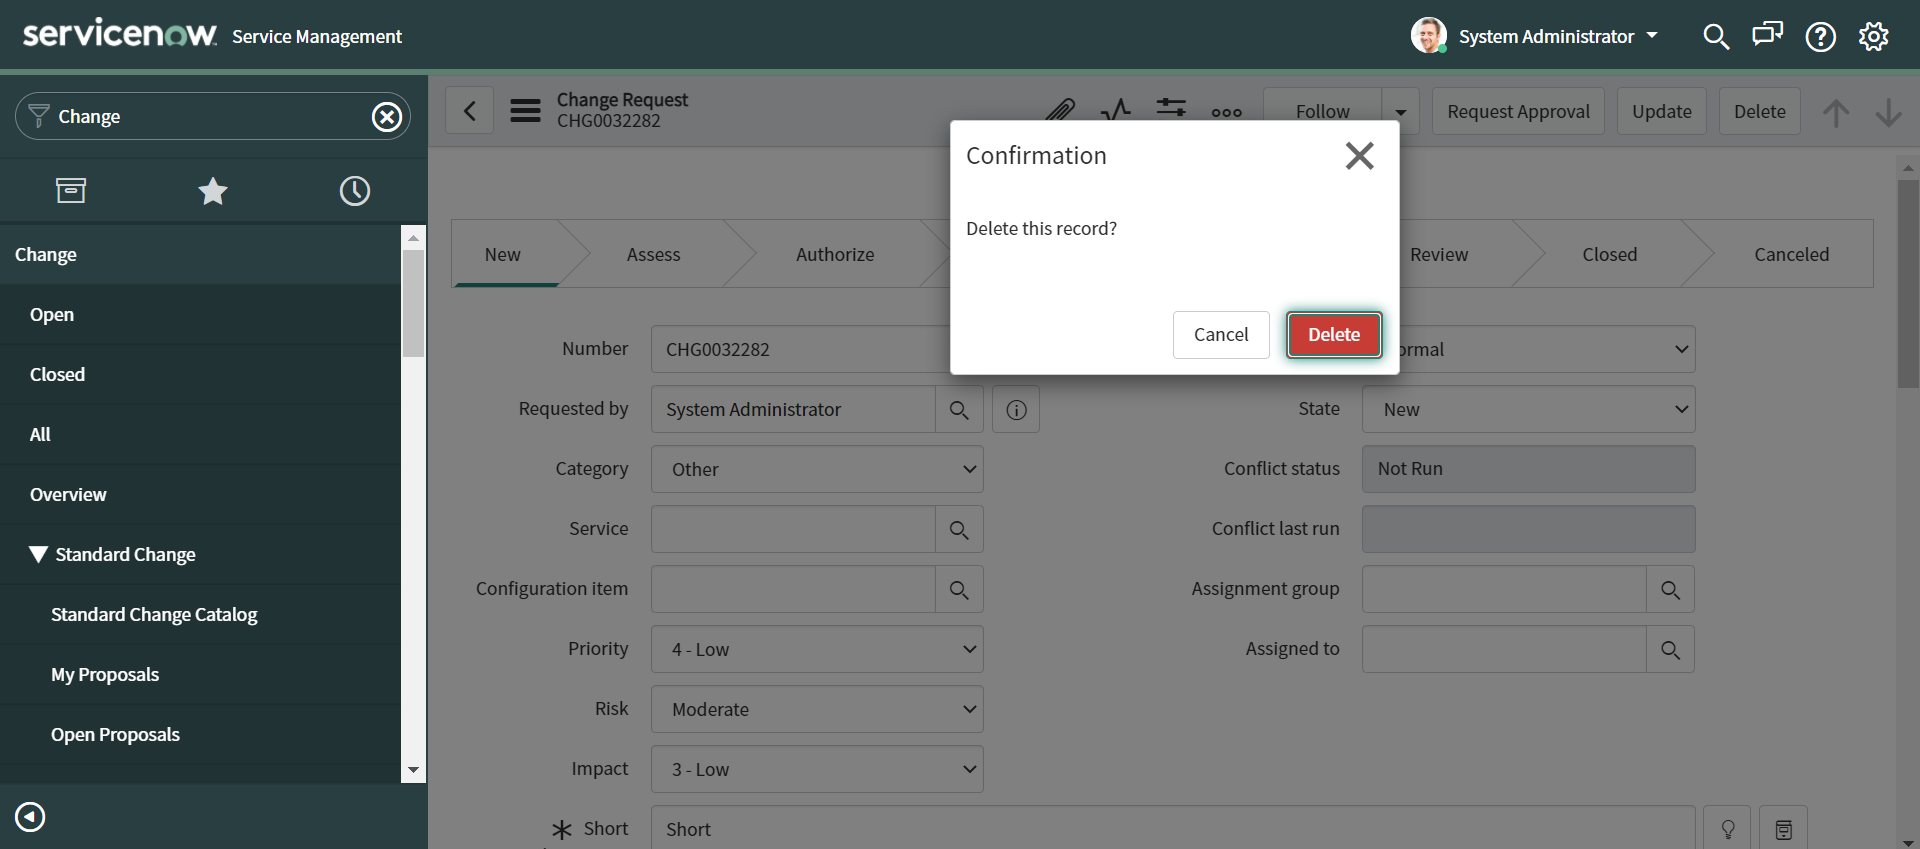 servicenow Service Management
System Administrator
Change
Change
Open
Closed
All
Overview
Standard Change
Standard Change Catalog
My Proposals
Open Proposals
Change Request
CHG0032282
Follow
Request Approval
Update
Delete
New
Assess
Authorize
Review
Closed
Canceled
Confirmation
Delete this record?
Cancel
Delete
Number
CHG0032282
Requested by
System Administrator
Category
Other
Service
Configuration item
Priority
4 - Low
Risk
Moderate
Impact
3 - Low
Short
Short
ormal
State
New
Conflict status
Not Run
Conflict last run
Assignment group
Assigned to